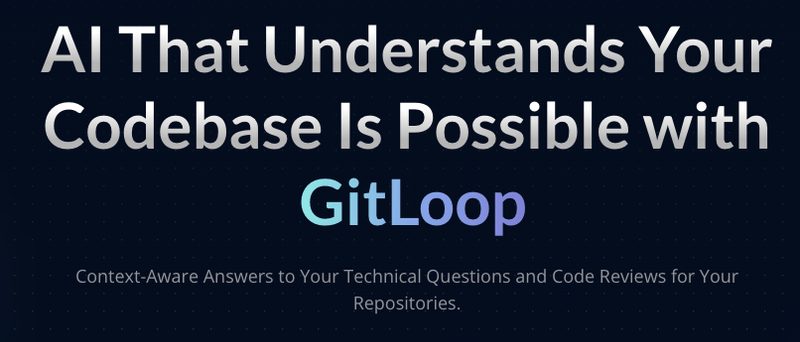 AI That Understands Your
Codebase Is Possible with
GitLoop
Context-Aware Answers to Your Technical Questions and Code Reviews for Your
Repositories.